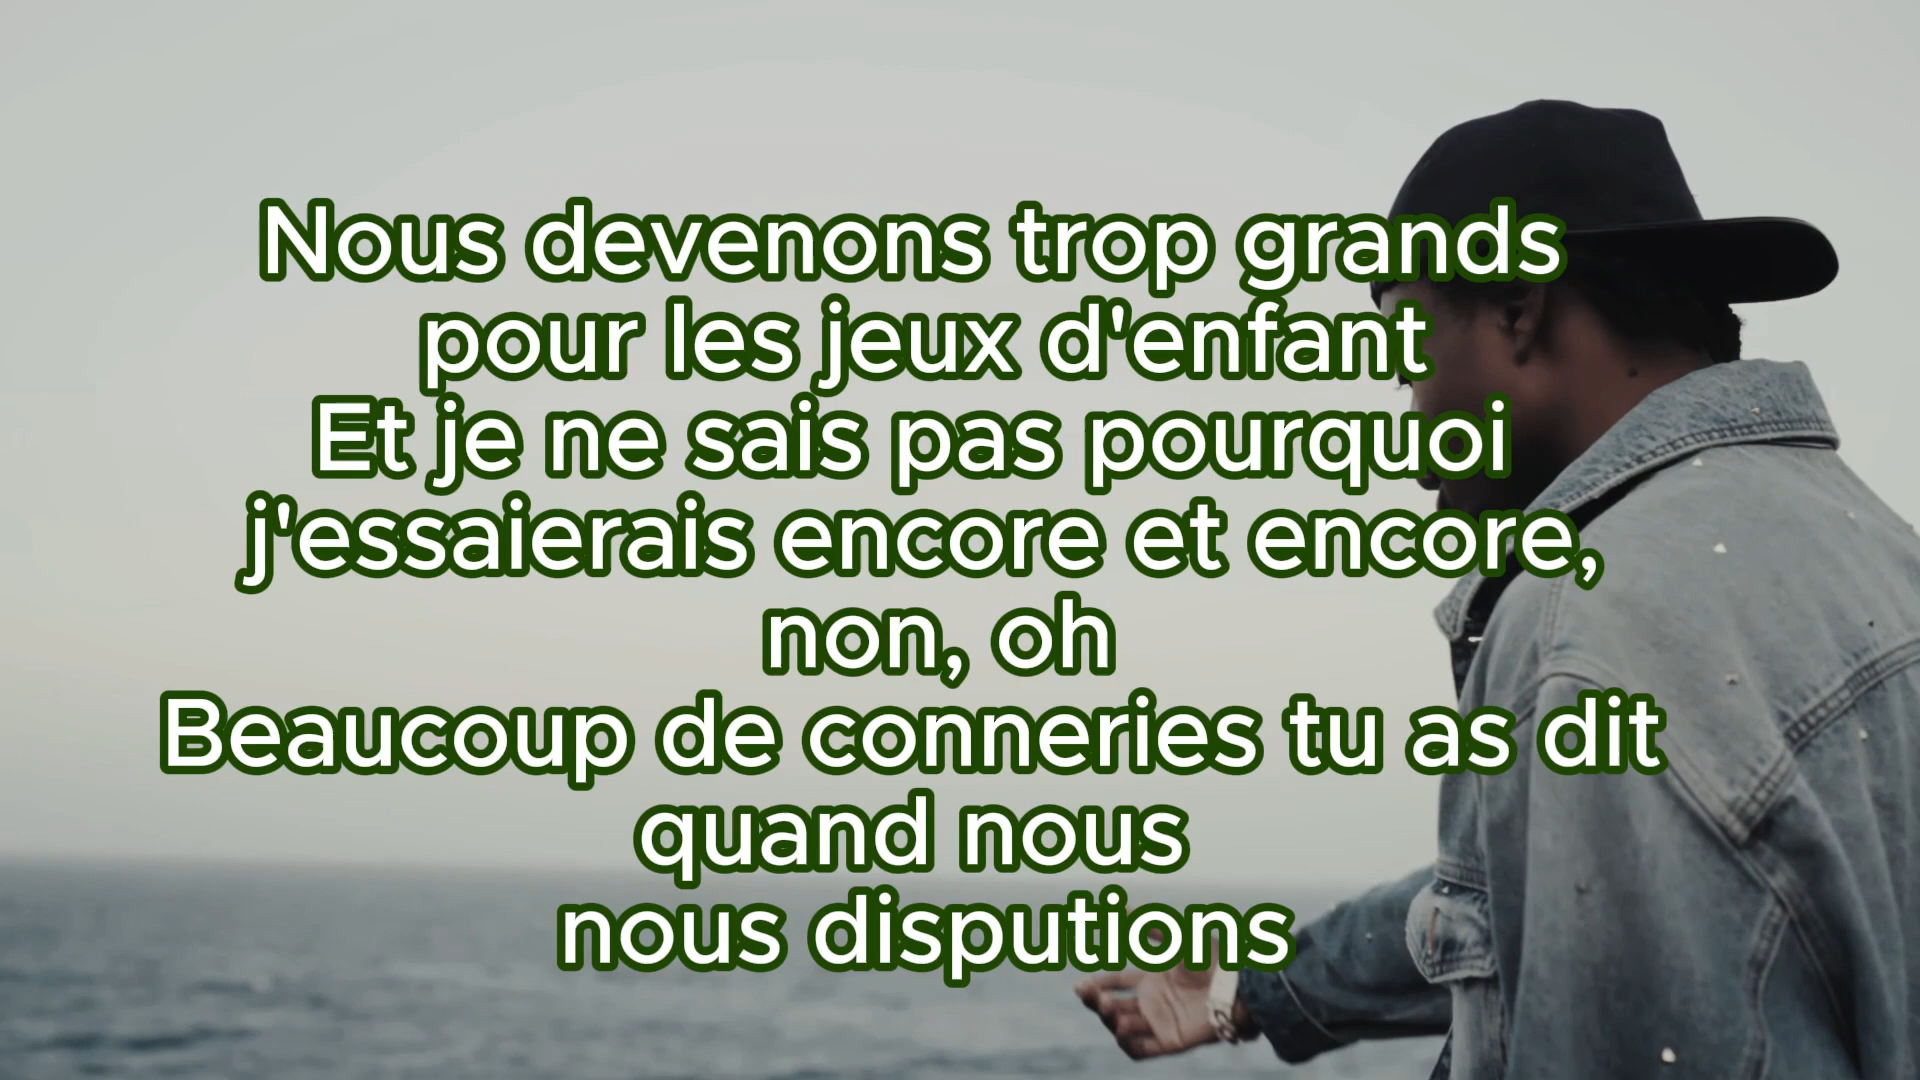 Nous devenons trop grands
pour les jeux d'enfant
Et je ne sais pas pourquoi
j'essaierais encore et encore,
non, oh
Beaucoup de conneries tu as dit
quand nous
nous disputions